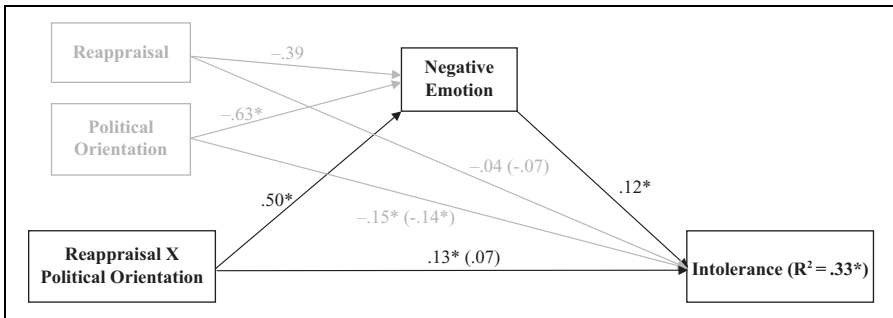 Reappraisal
–.39
Negative
Emotion
Political
Orientation
–.63*
–.04 (-.07)
.50*
.12*
–.15* (-.14*)
Reappraisal X
Political Orientation
.13* (.07)
Intolerance (R² = .33*)